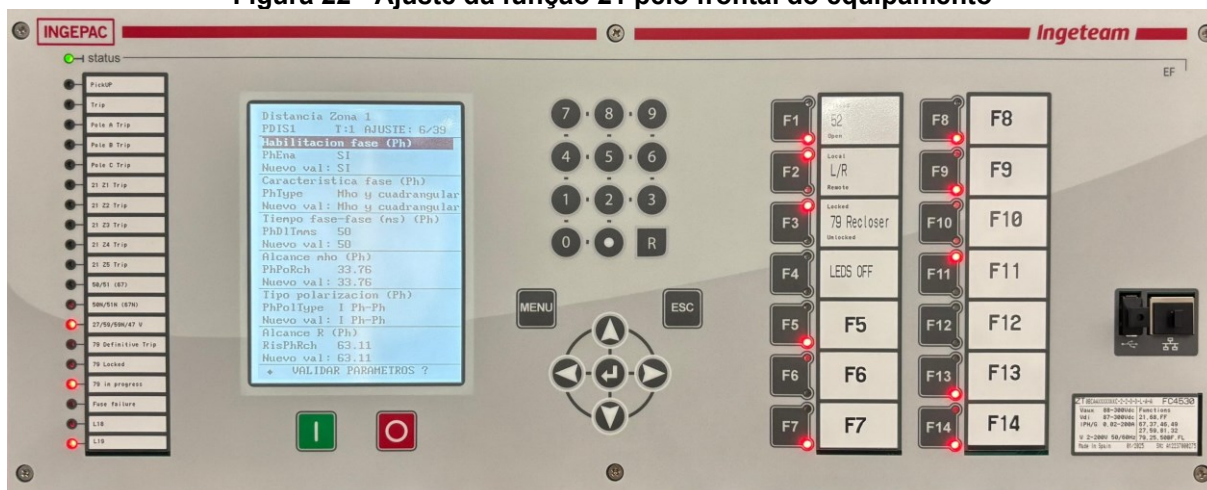 Figura 22 - Ajuste da função 21 pelo frontal do equipamento
INGEPAC
Ingeteam
status
EF
PickUP
Trip
Pole A Trip
Pole B Trip
Pole C Trip
21 Z1 Trip
21 Z2 Trip
21 Z3 Trip
21 Z4 Trip
21 Z5 Trip
50/51 (67)
50N/51N (67N)
27/59/59N/47 V
79 Definitive Trip
79 Locked
79 in progress
Fuse failure
L18
L19
Distancia Zona 1
PDIS1 T:1 AJUSTE: 6/39
Habilitacion fase (Ph)
PhEna SI
Nuevo val: SI
Caracteristica fase (Ph)
PhType Mho y cuadrangular
Nuevo val: Mho y cuadrangular
Tiempo fase-fase (ms) (Ph)
PhDlTmms 50
Nuevo val: 50
Alcance mho (Ph)
PhPoRch 33.76
Nuevo val: 33.76
Tipo polarizacion (Ph)
PhPolType I Ph-Ph
Nuevo val: I Ph-Ph
Alcance R (Ph)
RisPhRch 63.11
Nuevo val: 63.11
VALIDAR PARAMETROS ?
7 8 9
4 5 6
1 2 3
0 R
MENU
ESC
F1
52
Open
F2
Local
L/R
Remote
F3
Locked
79 Recloser
Unlocked
F4
LEDS OFF
F5
F5
F6
F6
F7
F7
F8
F8
F9
F9
F10
F10
F11
F11
F12
F12
F13
F13
F14
F14
FC4530
Functions
Made in Spain